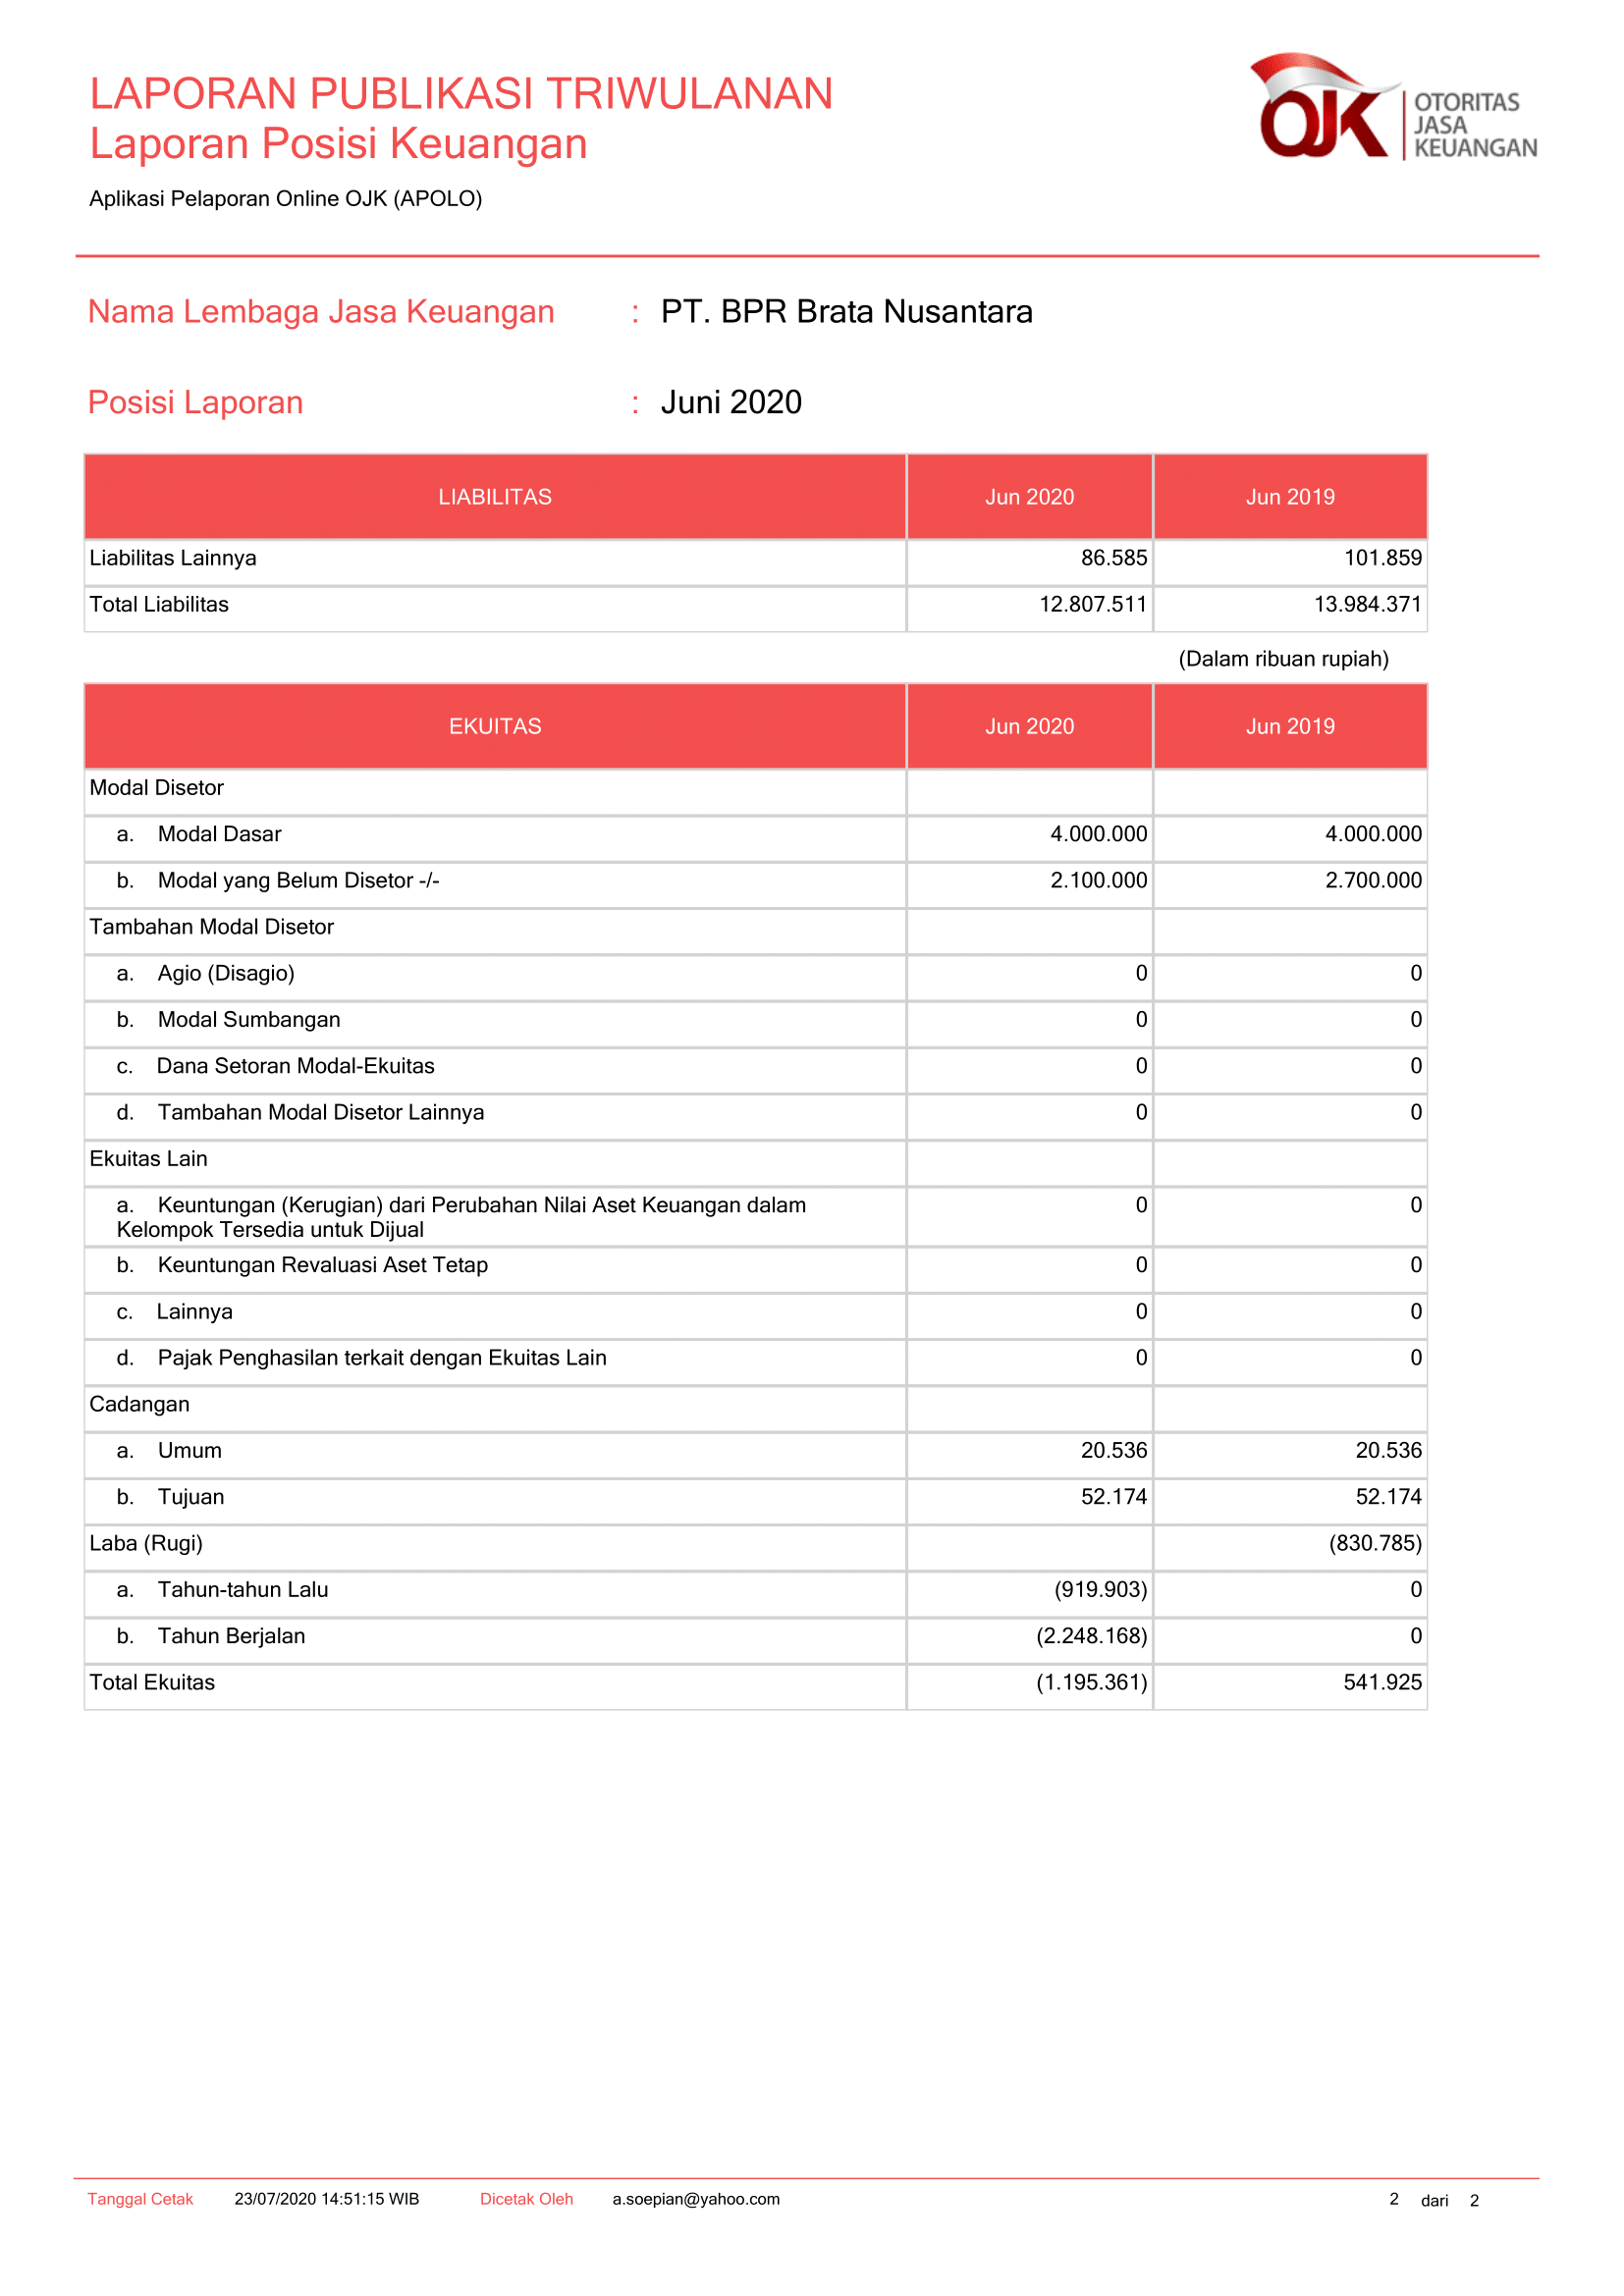 LAPORAN PUBLIKASI TRIWULANAN
Laporan Posisi Keuangan
Aplikasi Pelaporan Online OJK (APOLO)
OJK OTORITAS
JASA
KEUANGAN
Nama Lembaga Jasa Keuangan : PT. BPR Brata Nusantara
Posisi Laporan : Juni 2020
LIABILITAS Jun 2020 Jun 2019
Liabilitas Lainnya 86.585 101.859
Total Liabilitas 12.807.511 13.984.371
(Dalam ribuan rupiah)
EKUITAS Jun 2020 Jun 2019
Modal Disetor
a. Modal Dasar 4.000.000 4.000.000
b. Modal yang Belum Disetor -/- 2.100.000 2.700.000
Tambahan Modal Disetor
a. Agio (Disagio) 0 0
b. Modal Sumbangan 0 0
c. Dana Setoran Modal-Ekuitas 0 0
d. Tambahan Modal Disetor Lainnya 0 0
Ekuitas Lain
a. Keuntungan (Kerugian) dari Perubahan Nilai Aset Keuangan dalam 0 0
Kelompok Tersedia untuk Dijual
b. Keuntungan Revaluasi Aset Tetap 0 0
c. Lainnya 0 0
d. Pajak Penghasilan terkait dengan Ekuitas Lain 0 0
Cadangan
a. Umum 20.536 20.536
b. Tujuan 52.174 52.174
Laba (Rugi) (830.785)
a. Tahun-tahun Lalu (919.903) 0
b. Tahun Berjalan (2.248.168) 0
Total Ekuitas (1.195.361) 541.925
Tanggal Cetak 23/07/2020 14:51:15 WIB Dicetak Oleh a.soepian@yahoo.com 2 dari 2